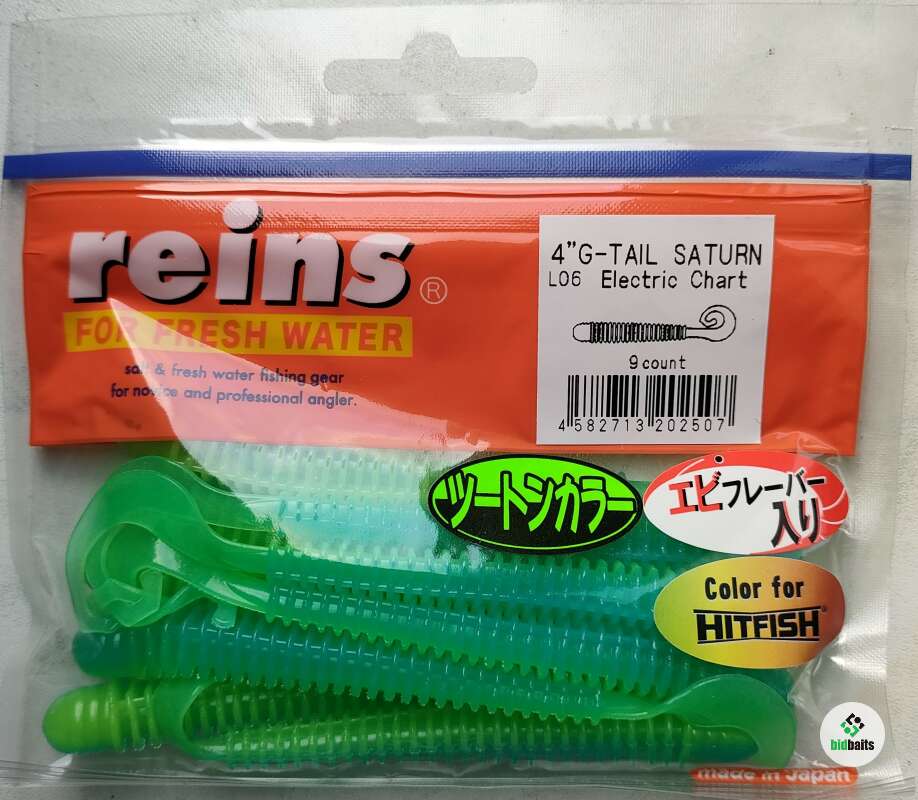 reins®
FOR FRESH WATER
salt & fresh water fishing gear
for novice and professional angler.
4"G-TAIL SATURN
L06 Electric Chart
9count
4 582713 202507
ツートンカラー
エビフレーバー
入り
Color for
HITFISH®
bidbaits
made in Japan